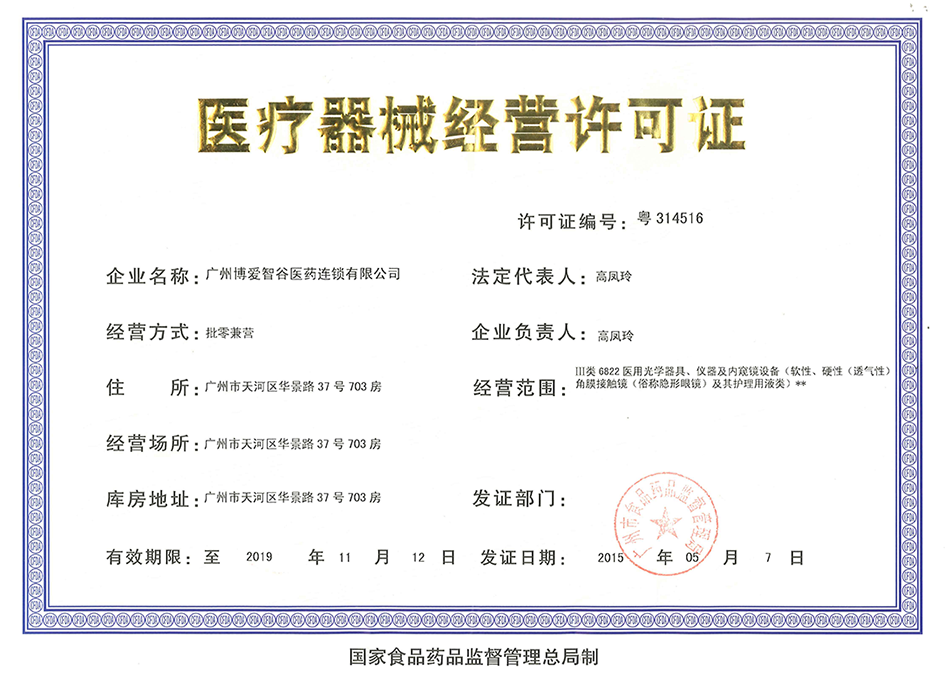 医疗器械经营许可证
许可证编号：粤 314516
企业名称：广州博爱智谷医药连锁有限公司
法定代表人：高凤玲
经营方式：批零兼营
企业负责人：高凤玲
住 所：广州市天河区华景路 37 号 703 房
经营范围：III类 6822 医用光学器具、仪器及内窥镜设备（软性、硬性（透气性）
角膜接触镜（俗称隐形眼镜）及其护理用液类）**
经营场所：广州市天河区华景路 37 号 703 房
库房地址：广州市天河区华景路 37 号 703 房
发证部门：
广州市食品药品监督管理局
有效期限：至 2019 年 11 月 12 日
发证日期：2015 年 05 月 7 日
国家食品药品监督管理总局制